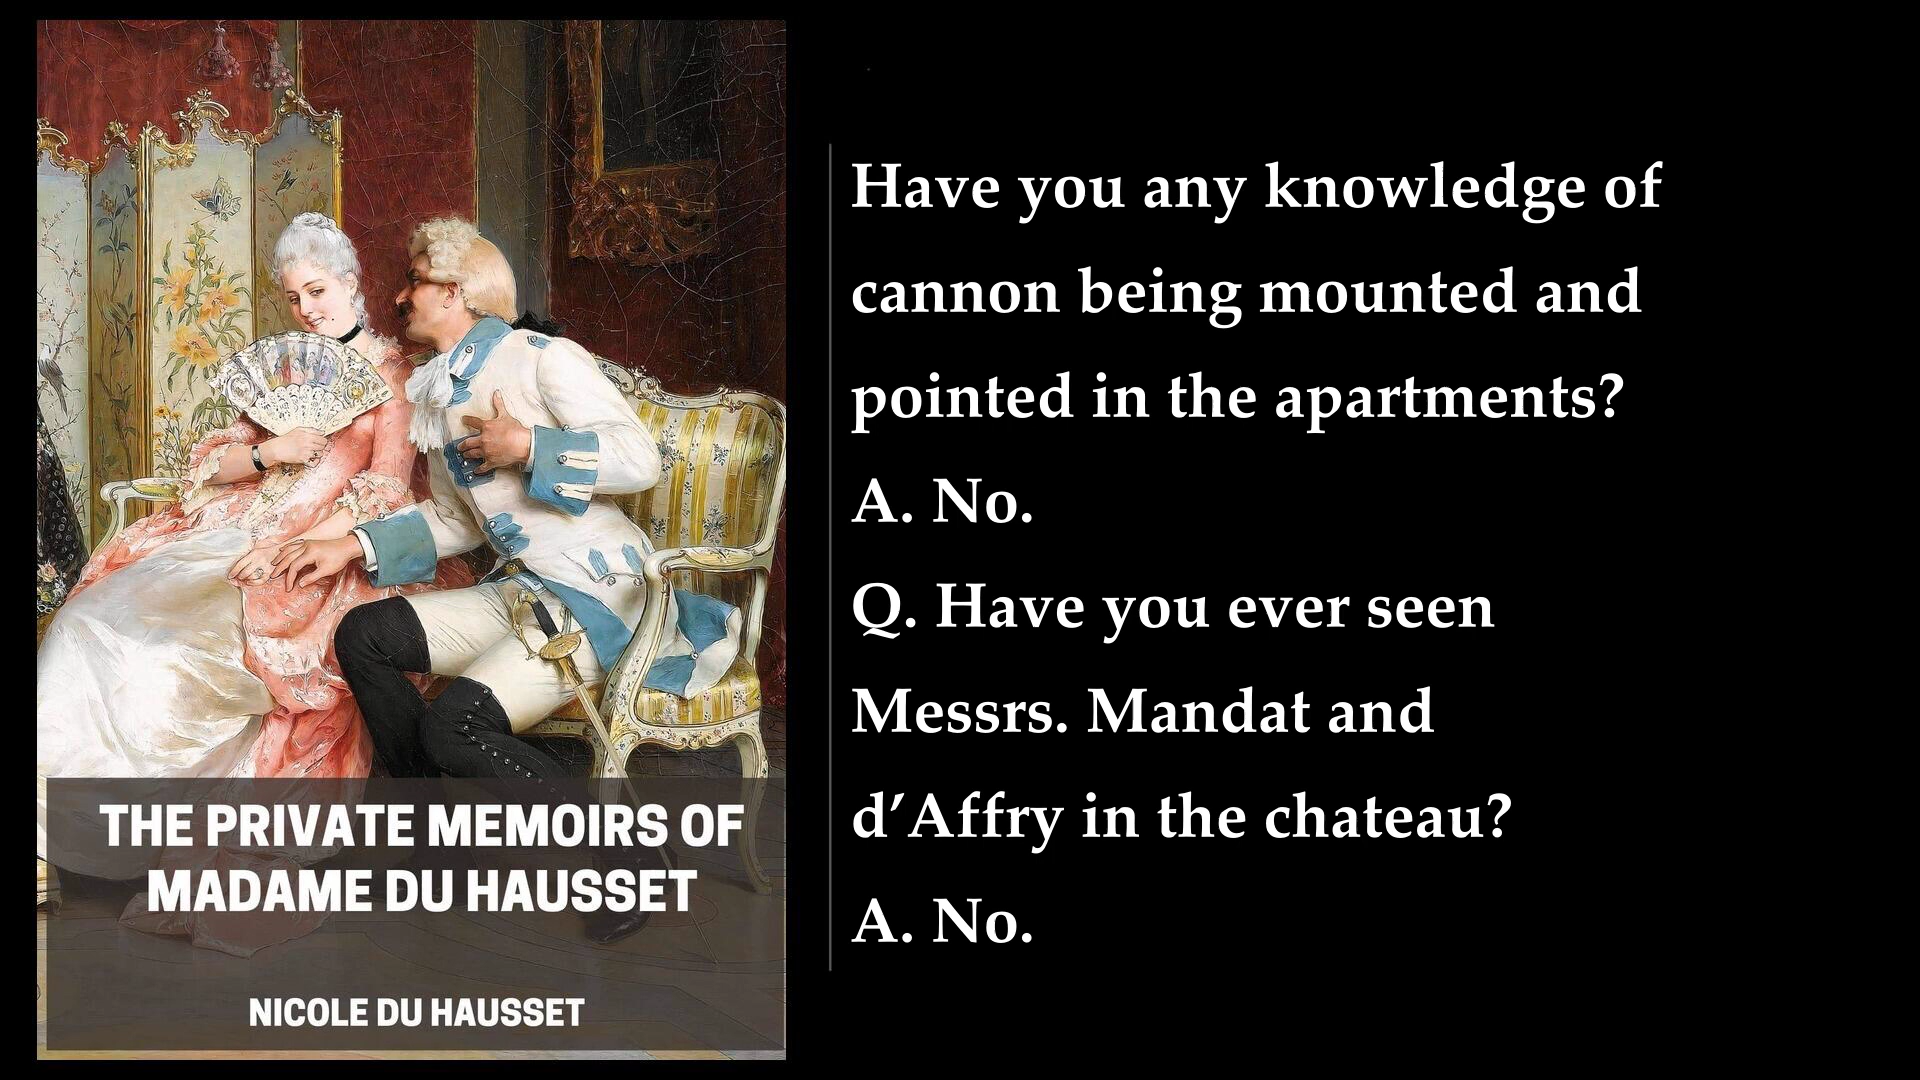 THE PRIVATE MEMOIRS OF
MADAME DU HAUSSET
NICOLE DU HAUSSET
Have you any knowledge of
cannon being mounted and
pointed in the apartments?
A. No.
Q. Have you ever seen
Messrs. Mandat and
d’Affry in the chateau?
A. No.